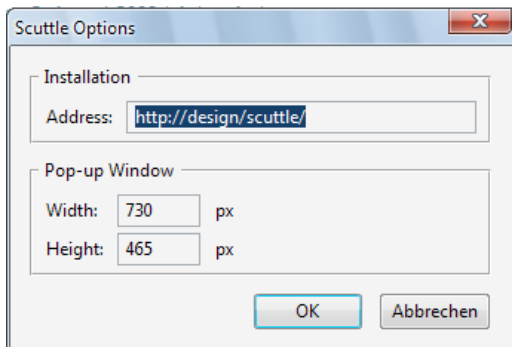 Scuttle Options
Installation
Address: http://design/scuttle/
Pop-up Window
Width: 730 px
Height: 465 px
OK Abbrechen